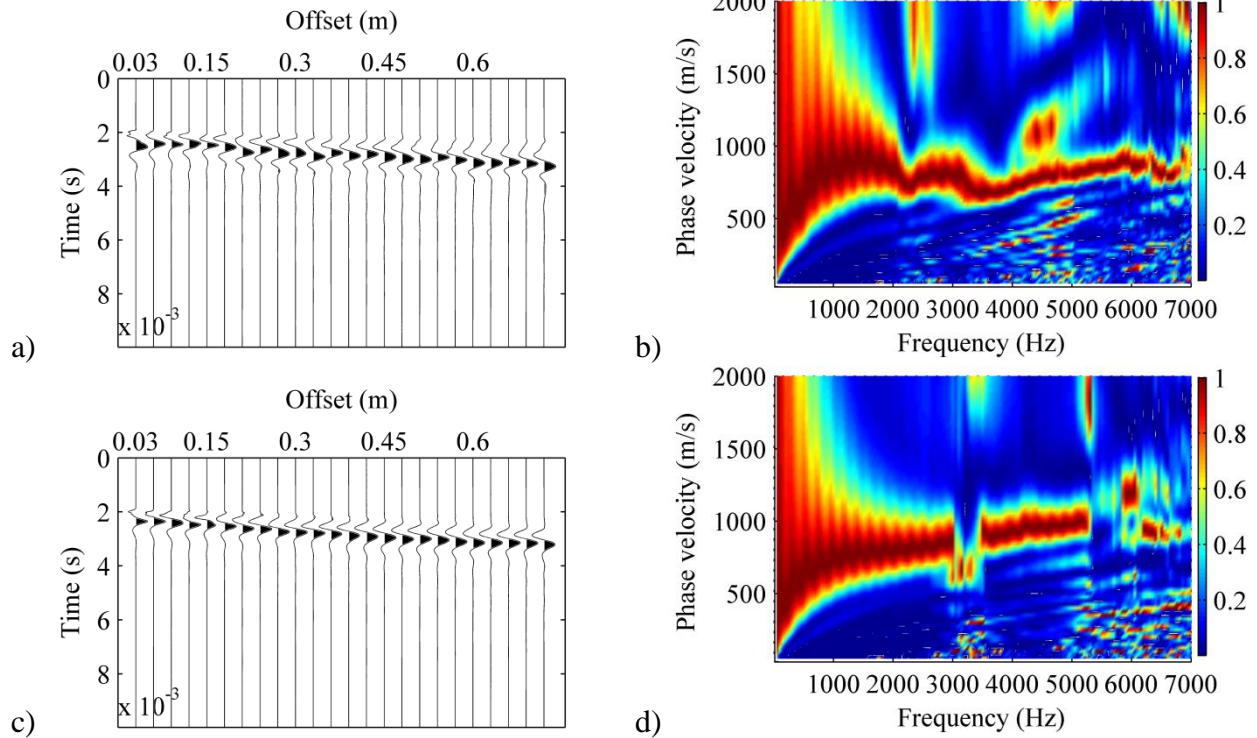 Offset (m)
0.03 0.15 0.3 0.45 0.6
0
2
4
6
8
Time (s)
x 10⁻³
a)
2000
1500
1000
500
Phase velocity (m/s)
1000 2000 3000 4000 5000 6000 7000
Frequency (Hz)
1
0.8
0.6
0.4
0.2
b)
Offset (m)
0.03 0.15 0.3 0.45 0.6
0
2
4
6
8
Time (s)
x 10⁻³
c)
2000
1500
1000
500
Phase velocity (m/s)
1000 2000 3000 4000 5000 6000 7000
Frequency (Hz)
1
0.8
0.6
0.4
0.2
d)